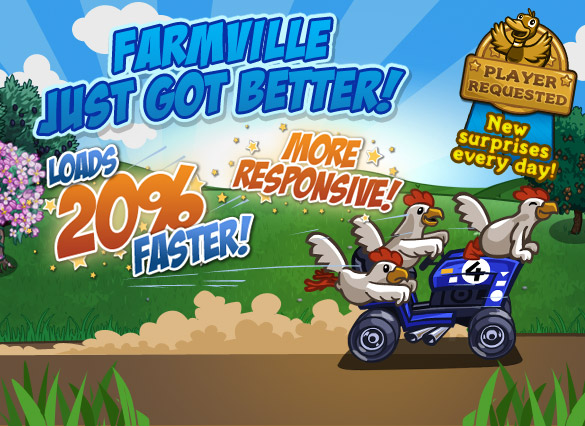 FARMVILLE
JUST GOT BETTER!
PLAYER
REQUESTED
New
surprises
every day!
LOADS
20%
FASTER!
MORE
RESPONSIVE!
4